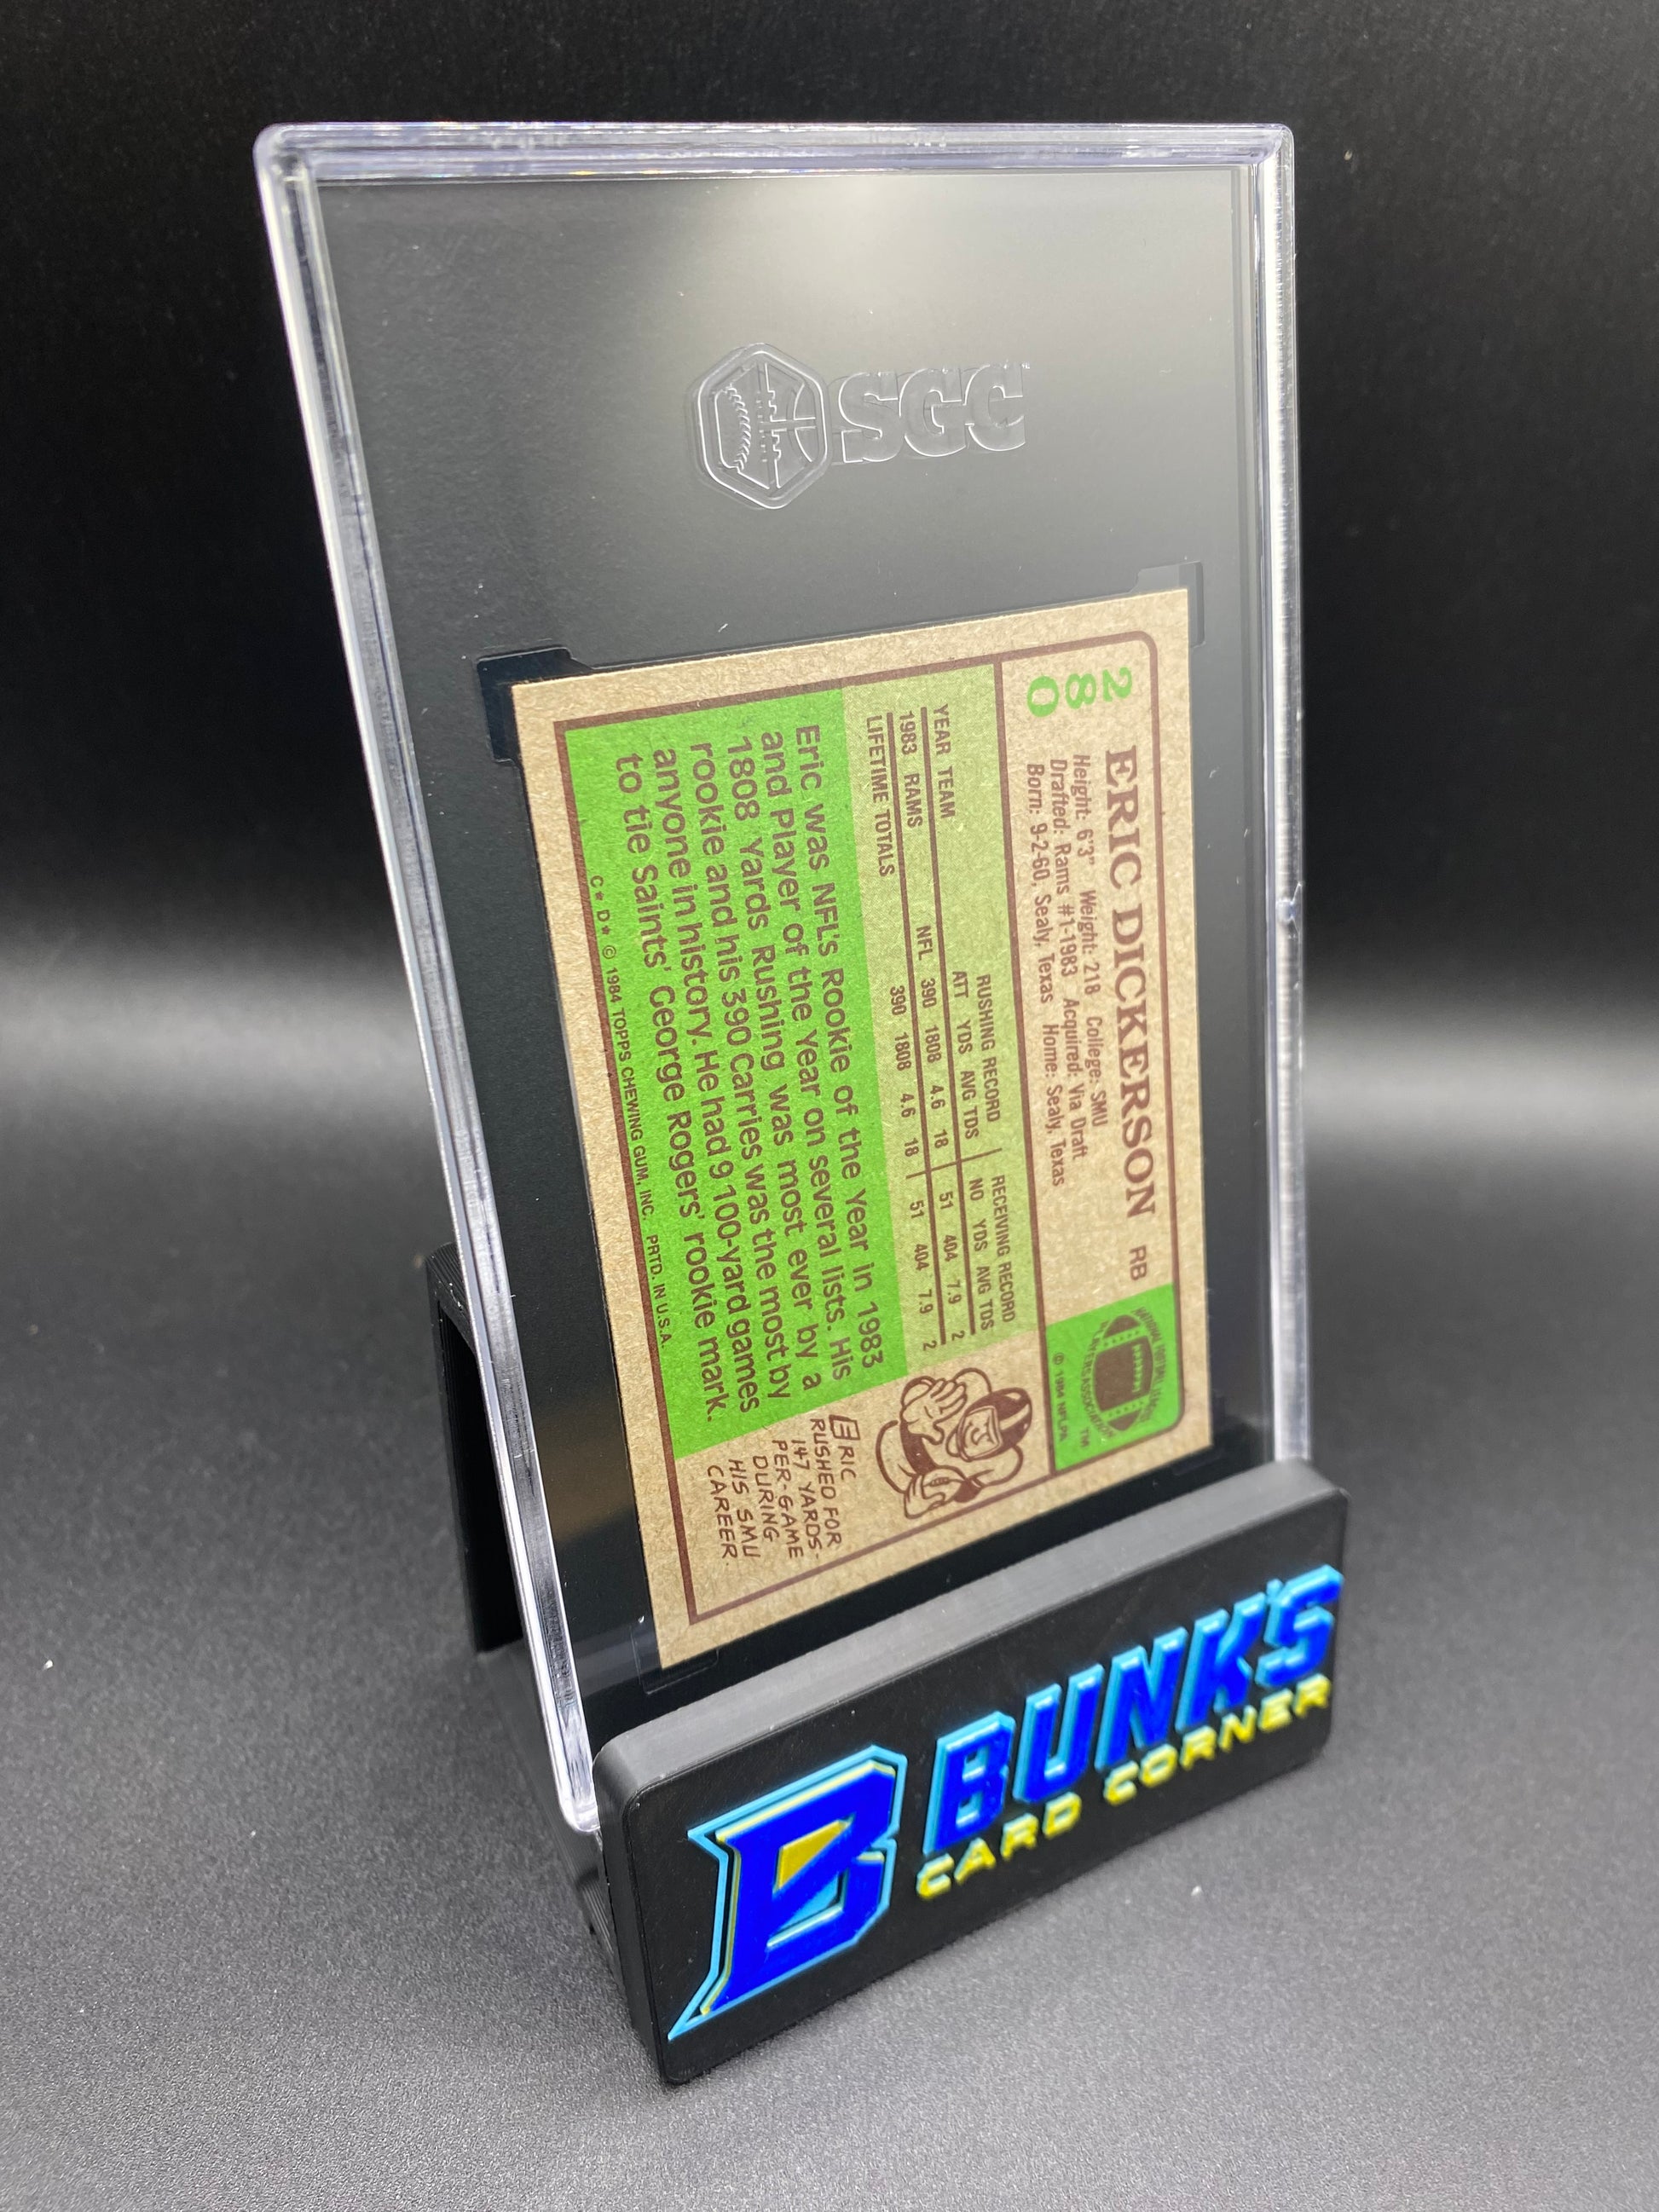 SGC
280
ERIC DICKERSON RB
Height: 6'3" Weight: 218 College: SMU
Drafted: Rams #1-1983 Acquired: Via Draft
Born: 9-2-60, Sealy, Texas Home: Sealy, Texas
NATIONAL FOOTBALL LEAGUE
PLAYERS ASSOCIATION
TM
© 1984 NFLPA
RUSHING RECORD RECEIVING RECORD
YEAR TEAM ATT YDS AVG TDS NO YDS AVG TDS
1983 RAMS NFL 390 1808 4.6 18 51 404 7.9 2
LIFETIME TOTALS 390 1808 4.6 18 51 404 7.9 2
Eric was NFL's Rookie of the Year in 1983
and Player of the Year on several lists. His
1808 Yards Rushing was most ever by a
rookie and his 390 Carries was the most by
anyone in history. He had 9 100-yard games
to tie Saints' George Rogers' rookie mark.
ERIC
RUSHED FOR
147 YARDS-
PER-GAME
DURING
HIS SMU
CAREER.
C* D* © 1984 TOPPS CHEWING GUM, INC. PRTD. IN U.S.A.
B
BUNK'S
CARD CORNER